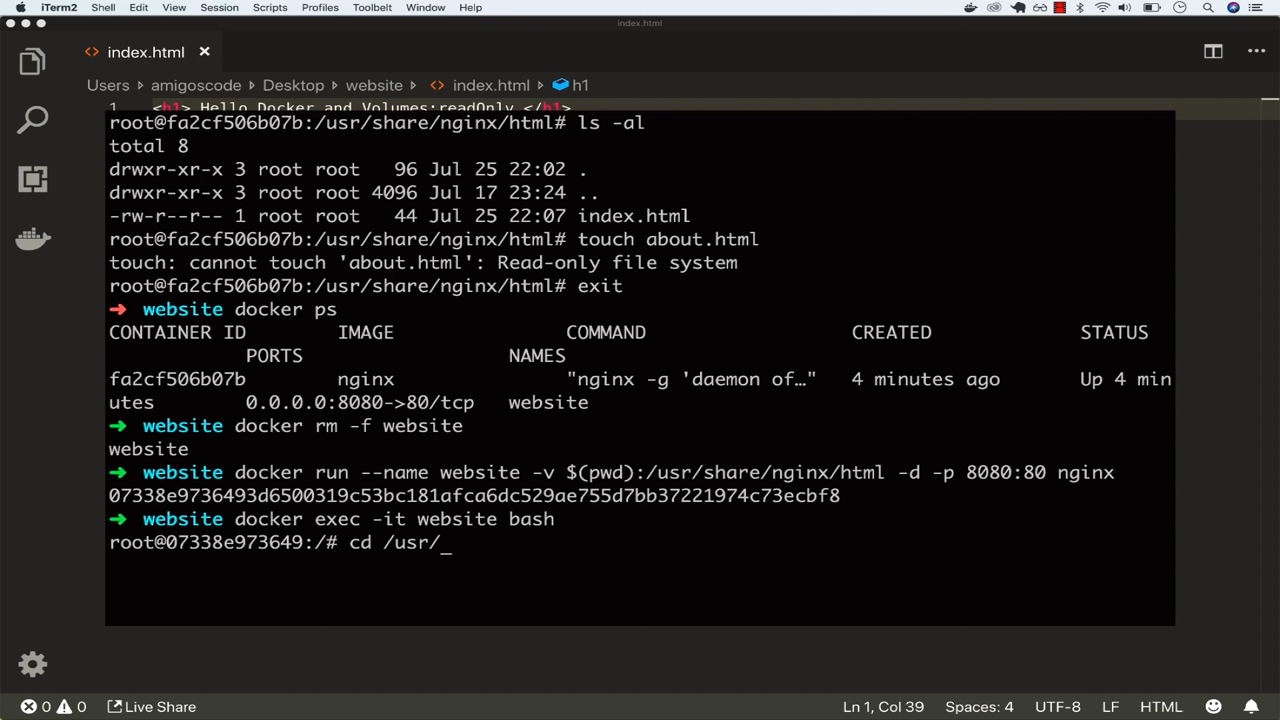 iTerm2 Shell Edit View Session Scripts Profiles Toolbelt Window Help
index.html
<> index.html ×
Users > amigoscode > Desktop > website > <> index.html > h1
1 <h1> Hello Docker and Volumes:readOnly </h1>
root@fa2cf506b07b:/usr/share/nginx/html# ls -al
total 8
drwxr-xr-x 3 root root   96 Jul 25 22:02 .
drwxr-xr-x 3 root root 4096 Jul 17 23:24 ..
-rw-r--r-- 1 root root   44 Jul 25 22:07 index.html
root@fa2cf506b07b:/usr/share/nginx/html# touch about.html
touch: cannot touch 'about.html': Read-only file system
root@fa2cf506b07b:/usr/share/nginx/html# exit
➜ website docker ps
CONTAINER ID        IMAGE               COMMAND                  CREATED             STATUS
PORTS                  NAMES
fa2cf506b07b        nginx               "nginx -g 'daemon of…"   4 minutes ago       Up 4 min
utes        0.0.0.0:8080->80/tcp   website
➜ website docker rm -f website
website
➜ website docker run --name website -v $(pwd):/usr/share/nginx/html -d -p 8080:80 nginx
07338e9736493d6500319c53bc181afca6dc529ae755d7bb37221974c73ecbf8
➜ website docker exec -it website bash
root@07338e973649:/# cd /usr/_
0 0 Live Share Ln 1, Col 39 Spaces: 4 UTF-8 LF HTML